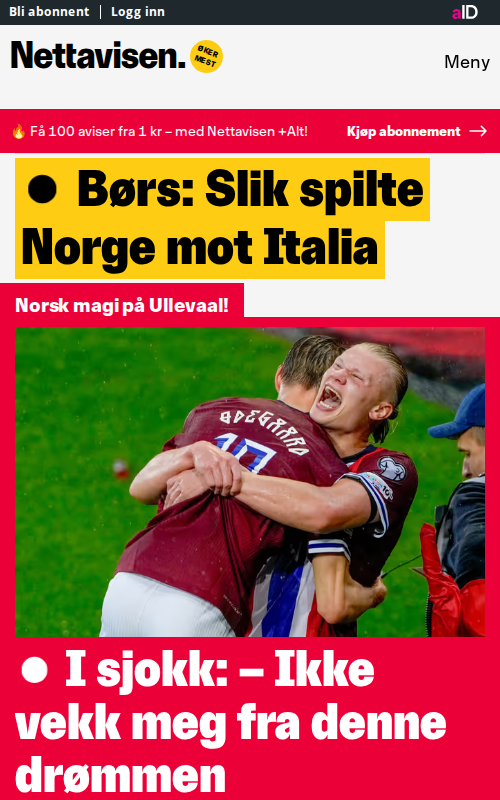 Bli abonnent | Logg inn
aID
Nettavisen.
ØKER
MEST
Meny
🔥 Få 100 aviser fra 1 kr – med Nettavisen +Alt!
Kjøp abonnement →
Børs: Slik spilte
Norge mot Italia
Norsk magi på Ullevaal!
ØDEGAARD
10
I sjokk: – Ikke
vekk meg fra denne
drømmen